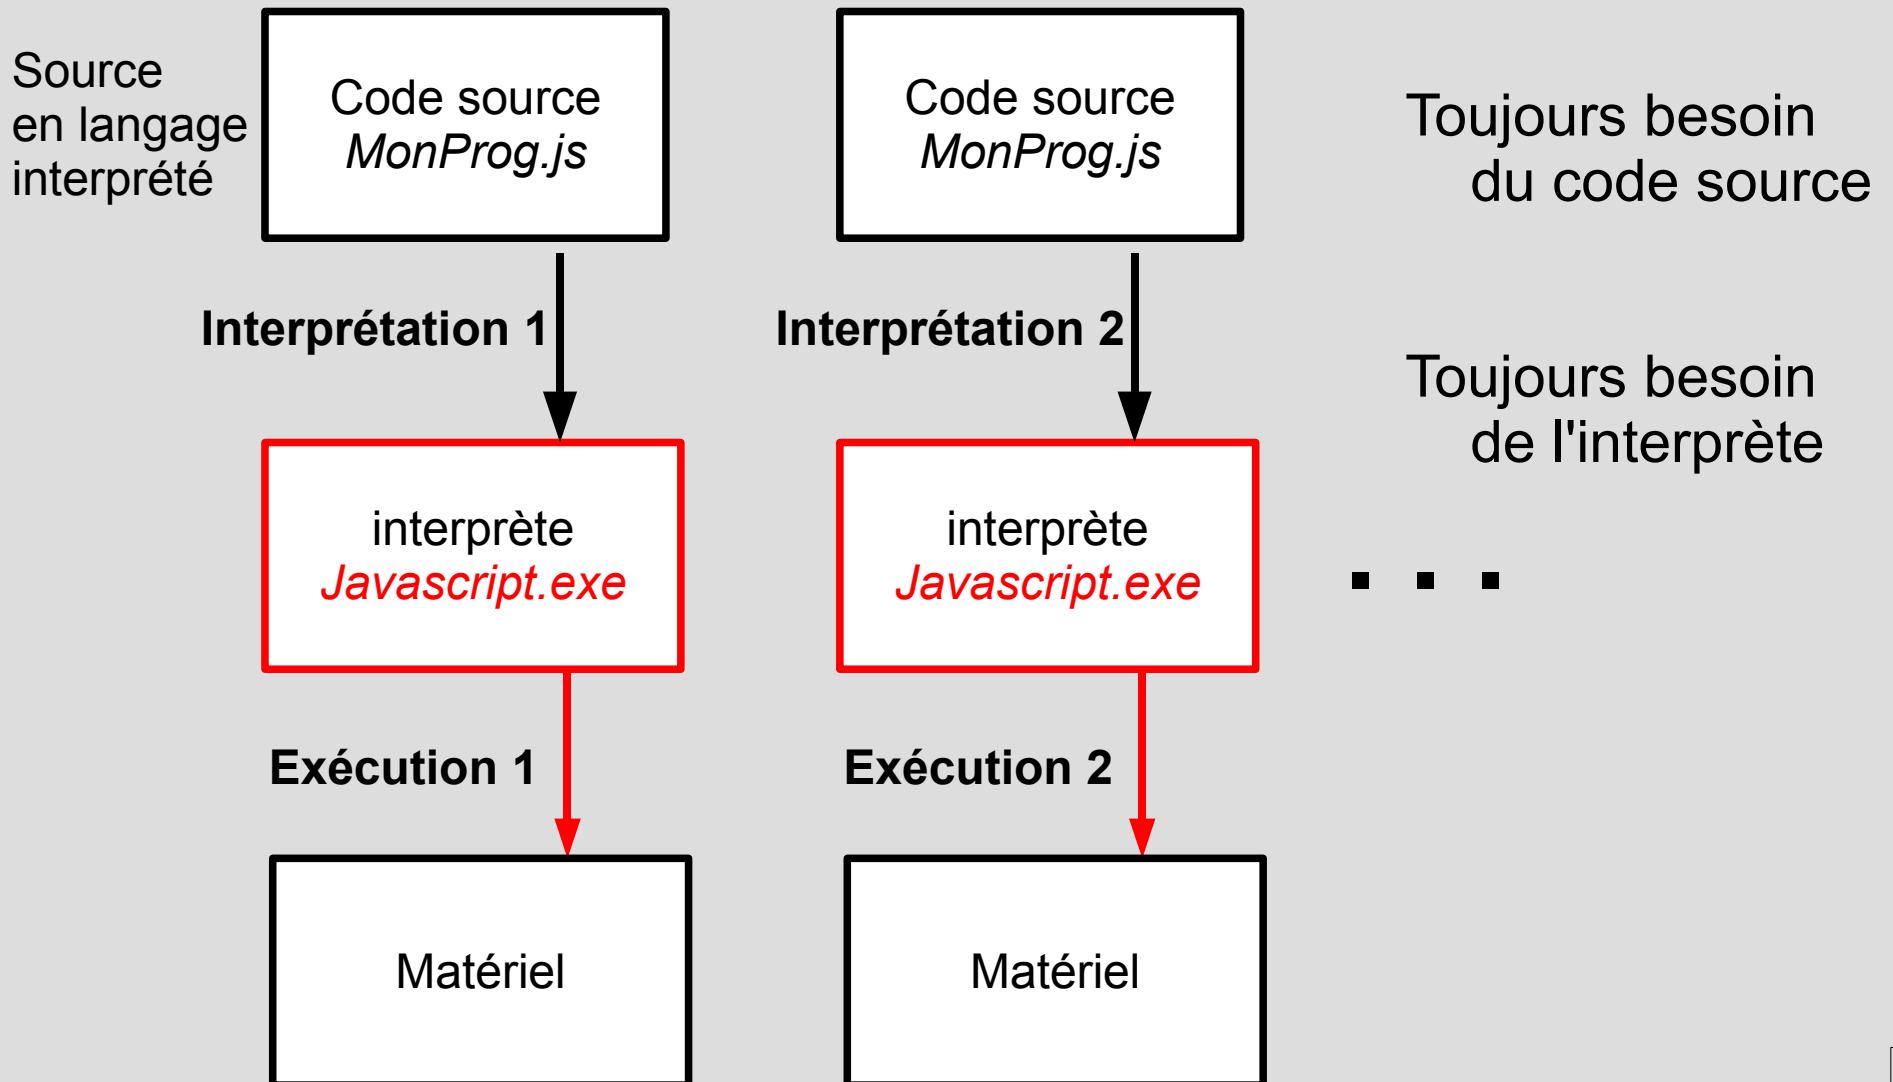 Source
en langage
interprété
Code source
MonProg.js
Code source
MonProg.js
Toujours besoin
du code source
Interprétation 1
Interprétation 2
Toujours besoin
de l'interprète
interprète
Javascript.exe
interprète
Javascript.exe
. . .
Exécution 1
Exécution 2
Matériel
Matériel